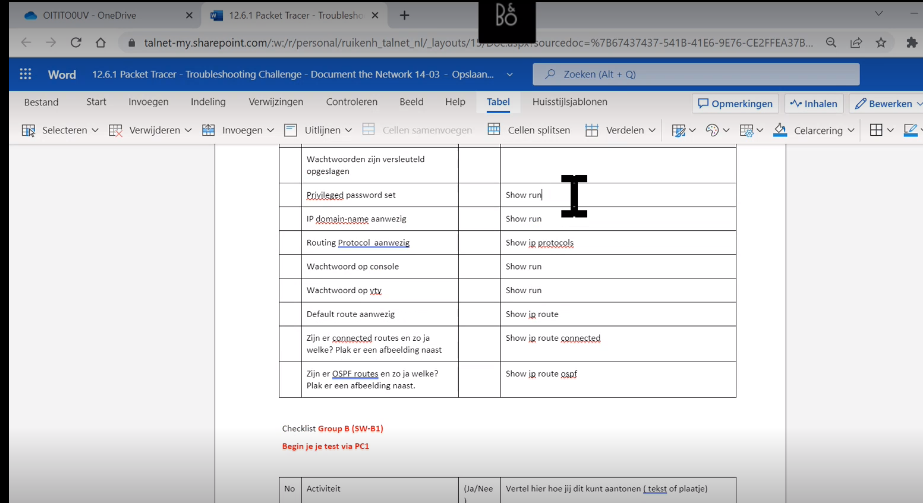 OITITO0UV - OneDrive
12.6.1 Packet Tracer - Troublesho
B&O
talnet-my.sharepoint.com/:w:/r/personal/ruikenh_talnet_nl/_layouts/15/Doc.aspx?sourcedoc=%7B67437437-541B-41E6-9E76-CE2FFEA37B...
Word 12.6.1 Packet Tracer - Troubleshooting Challenge - Document the Network 14-03 - Opslaan... Zoeken (Alt + Q)
Bestand Start Invoegen Indeling Verwijzingen Controleren Beeld Help Tabel Huisstijlsjablonen Opmerkingen Inhalen Bewerken
Selecteren Verwijderen Invoegen Uitlijnen Cellen samenvoegen Cellen splitsen Verdelen Celarcering
Wachtwoorden zijn versleuteld
opgeslagen
Privileged password set Show run
IP domain-name aanwezig Show run
Routing Protocol aanwezig Show ip protocols
Wachtwoord op console Show run
Wachtwoord op vty Show run
Default route aanwezig Show ip route
Zijn er connected routes en zo ja Show ip route connected
welke? Plak er een afbeelding naast
Zijn er OSPF routes en zo ja welke? Show ip route ospf
Plak er een afbeelding naast.
Checklist Group B (SW-B1)
Begin je je test via PC1
No Activiteit (Ja/Nee Vertel hier hoe jij dit kunt aantonen ( tekst of plaatje)
)